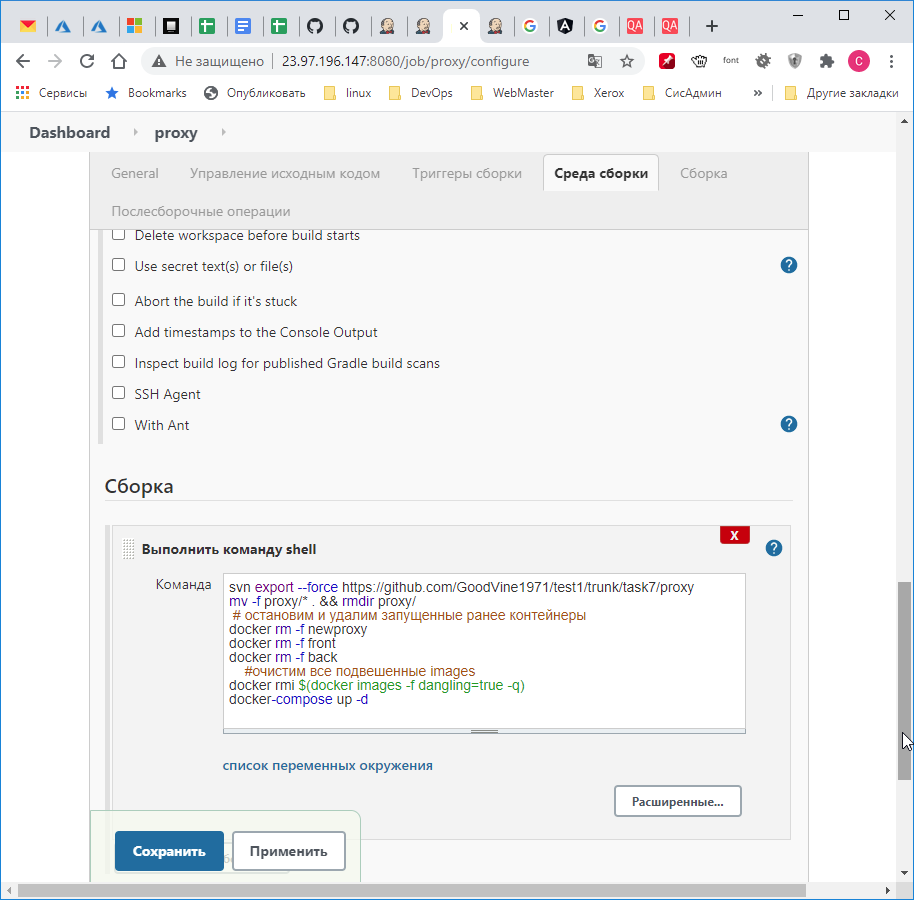 Не защищено 23.97.196.147:8080/job/proxy/configure font C
Сервисы Bookmarks Опубликовать linux DevOps WebMaster Xerox СисАдмин » Другие закладки
Dashboard proxy
General Управление исходным кодом Триггеры сборки Среда сборки Сборка
Послесборочные операции
Delete workspace before build starts
Use secret text(s) or file(s) ?
Abort the build if it's stuck
Add timestamps to the Console Output
Inspect build log for published Gradle build scans
SSH Agent
With Ant ?
Сборка
X
Выполнить команду shell ?
Команда
svn export --force https://github.com/GoodVine1971/test1/trunk/task7/proxy
mv -f proxy/* . && rmdir proxy/
# остановим и удалим запущенные ранее контейнеры
docker rm -f newproxy
docker rm -f front
docker rm -f back
#очистим все подвешенные images
docker rmi $(docker images -f dangling=true -q)
docker-compose up -d
список переменных окружения
Расширенные...
Сохранить Применить